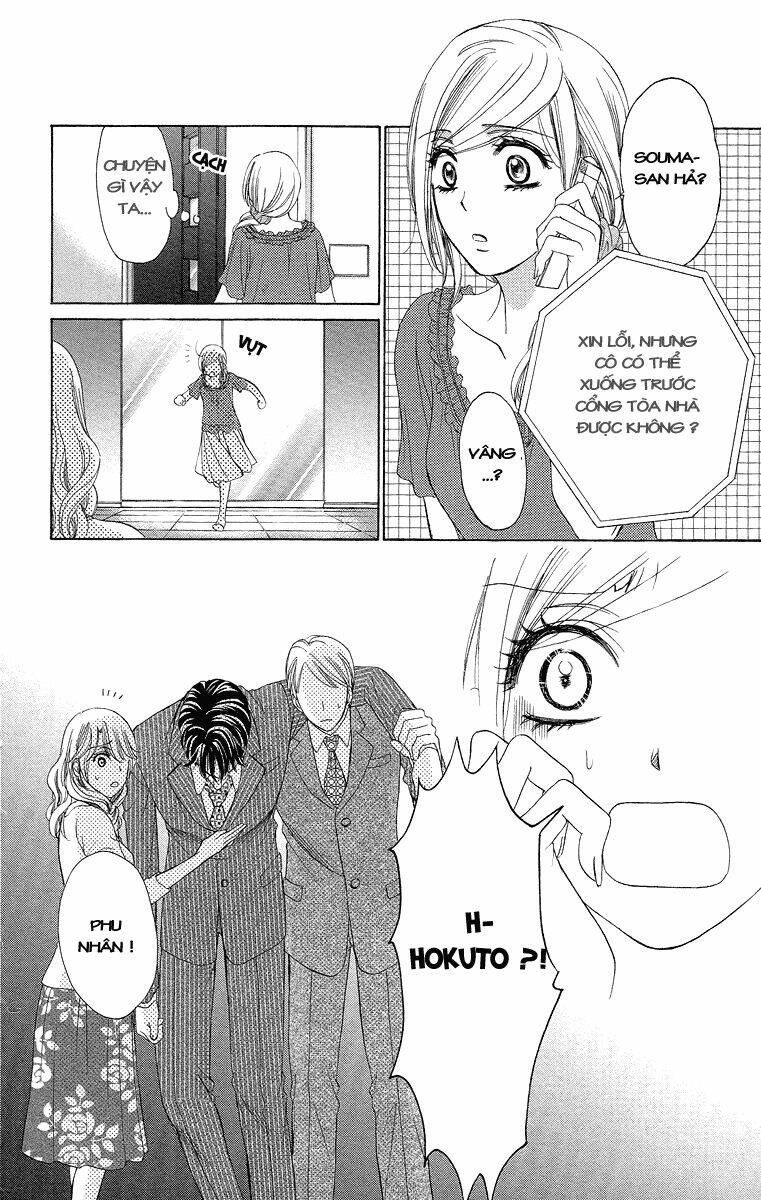 SOUMA-
SAN HẢ?
XIN LỖI, NHƯNG
CÔ CÓ THỂ
XUỐNG TRƯỚC
CỔNG TÒA NHÀ
ĐƯỢC KHÔNG ?
VÂNG
...?
CHUYỆN
GÌ VẬY
TA...
CẠCH
VỤT
H-
HOKUTO ?!
PHU
NHÂN !